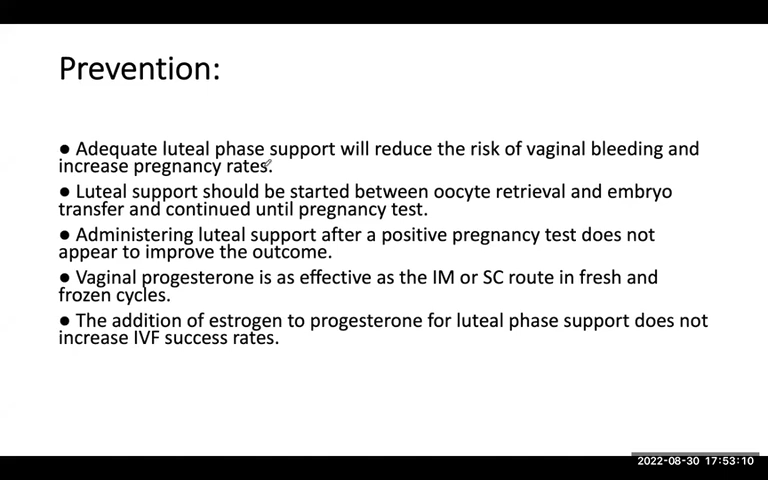 Prevention:
● Adequate luteal phase support will reduce the risk of vaginal bleeding and
increase pregnancy rates.
● Luteal support should be started between oocyte retrieval and embryo
transfer and continued until pregnancy test.
● Administering luteal support after a positive pregnancy test does not
appear to improve the outcome.
● Vaginal progesterone is as effective as the IM or SC route in fresh and
frozen cycles.
● The addition of estrogen to progesterone for luteal phase support does not
increase IVF success rates.
2022-08-30 17:53:10